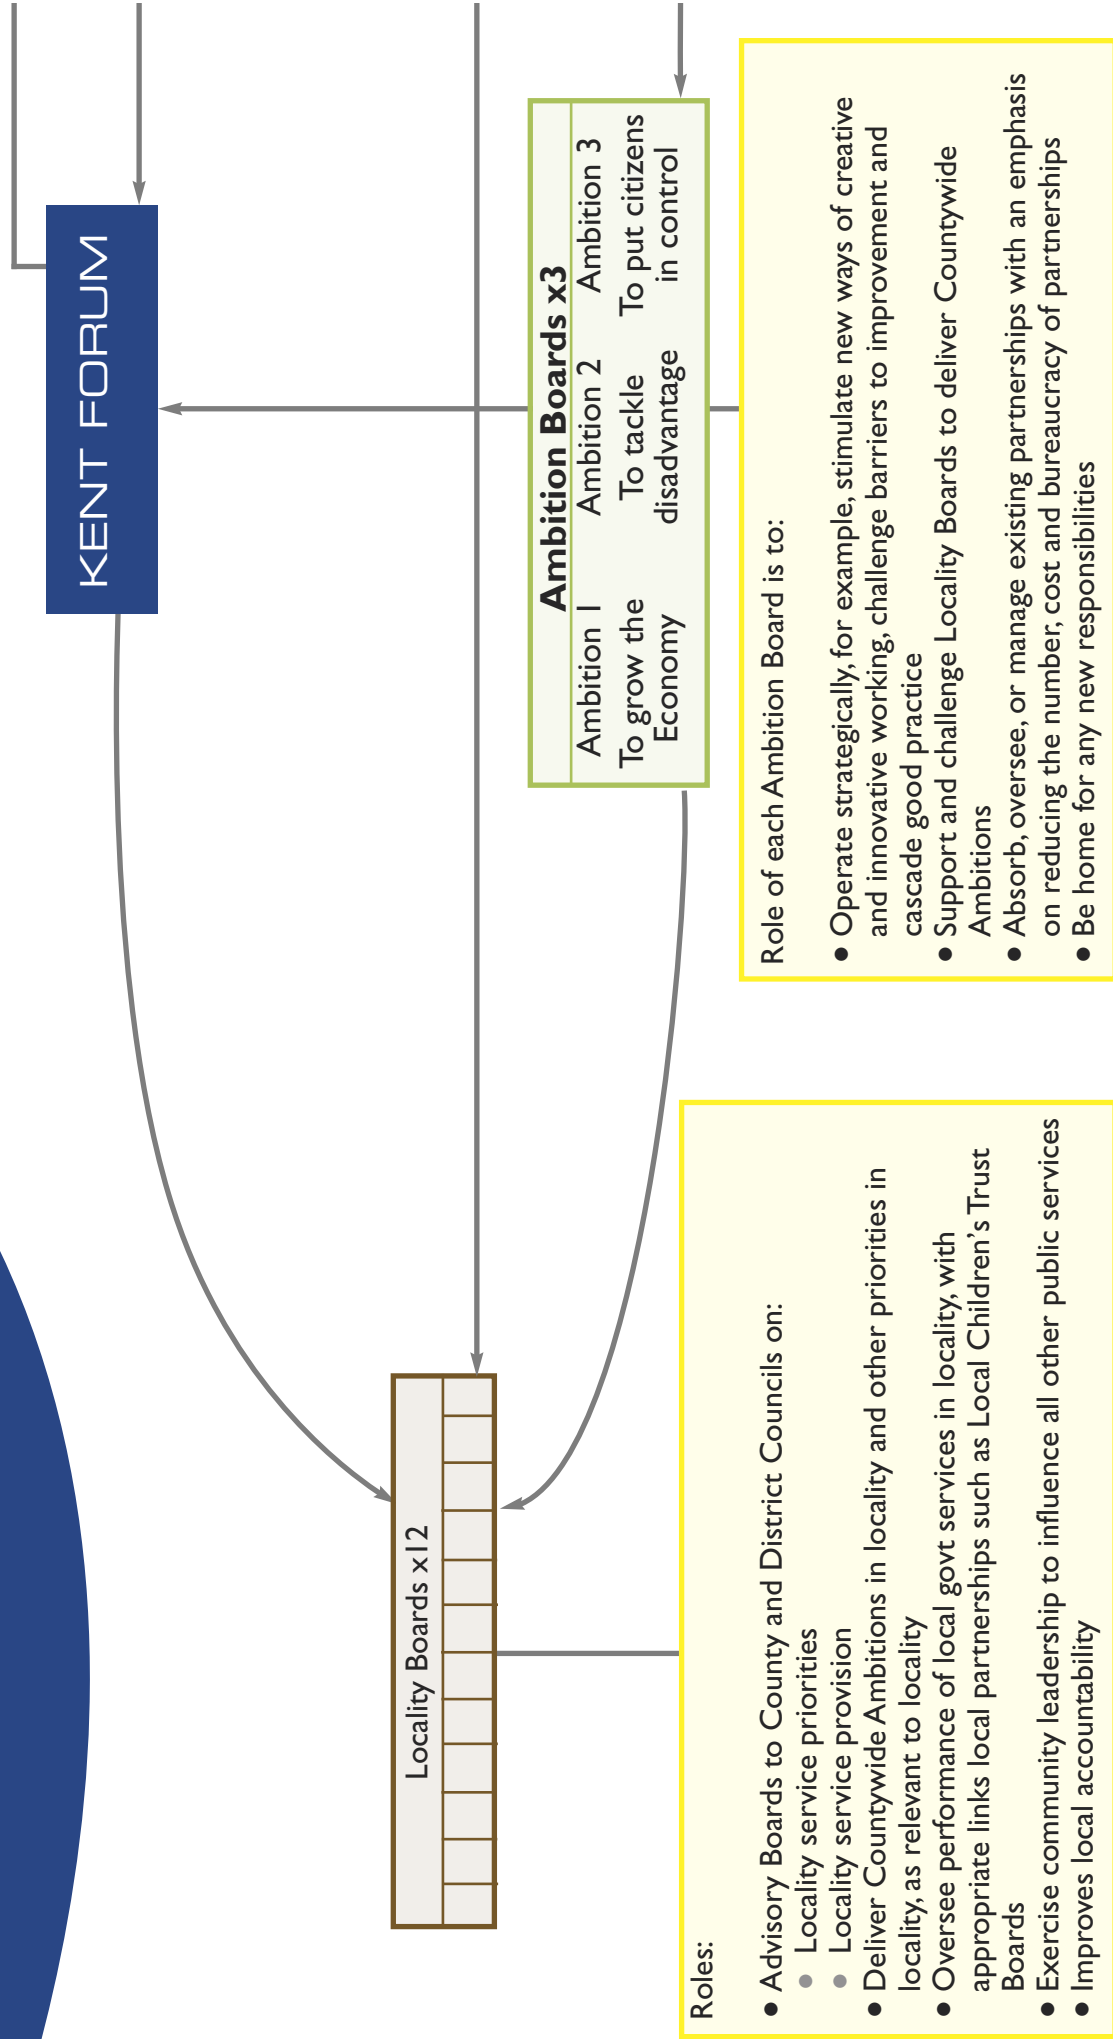 KENT FORUM
Locality Boards x12
Ambition Boards x3
Ambition 1
To grow the
Economy
Ambition 2
To tackle
disadvantage
Ambition 3
To put citizens
in control
Roles:
● Advisory Boards to County and District Councils on:
● Locality service priorities
● Locality service provision
● Deliver Countywide Ambitions in locality and other priorities in
locality, as relevant to locality
● Oversee performance of local govt services in locality, with
appropriate links local partnerships such as Local Children's Trust
Boards
● Exercise community leadership to influence all other public services
● Improves local accountability
Role of each Ambition Board is to:
● Operate strategically, for example, stimulate new ways of creative
and innovative working, challenge barriers to improvement and
cascade good practice
● Support and challenge Locality Boards to deliver Countywide
Ambitions
● Absorb, oversee, or manage existing partnerships with an emphasis
on reducing the number, cost and bureaucracy of partnerships
● Be home for any new responsibilities